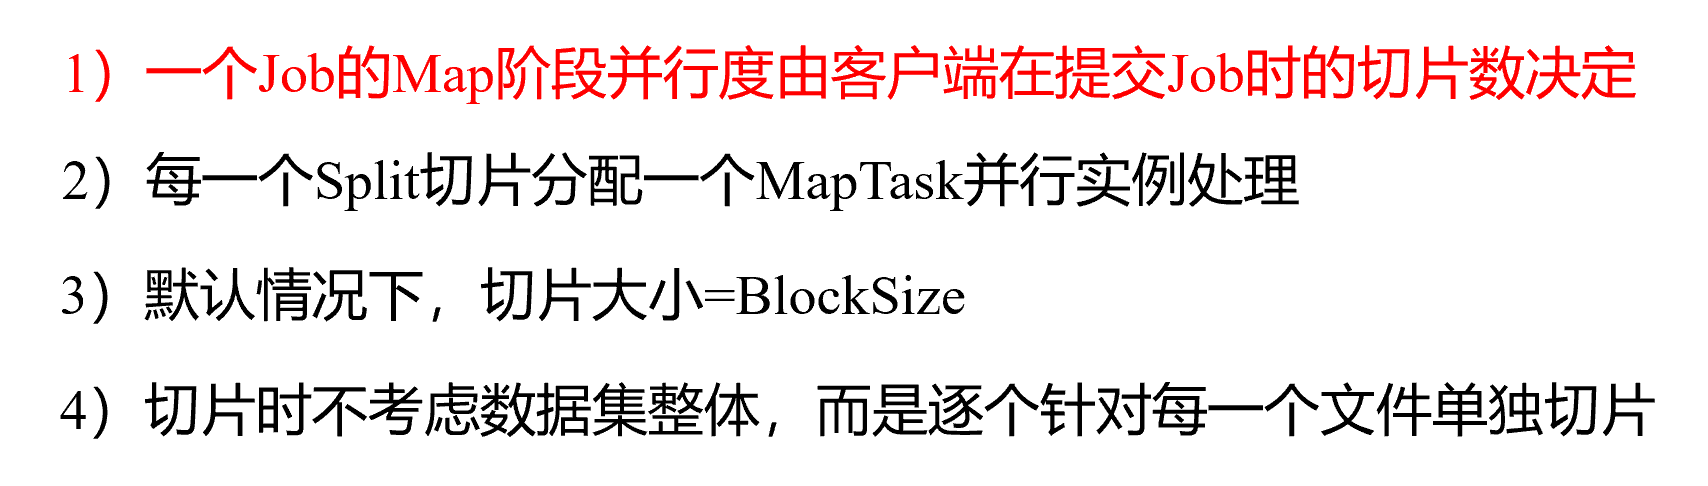 1）一个Job的Map阶段并行度由客户端在提交Job时的切片数决定
2）每一个Split切片分配一个MapTask并行实例处理
3）默认情况下，切片大小=BlockSize
4）切片时不考虑数据集整体，而是逐个针对每一个文件单独切片